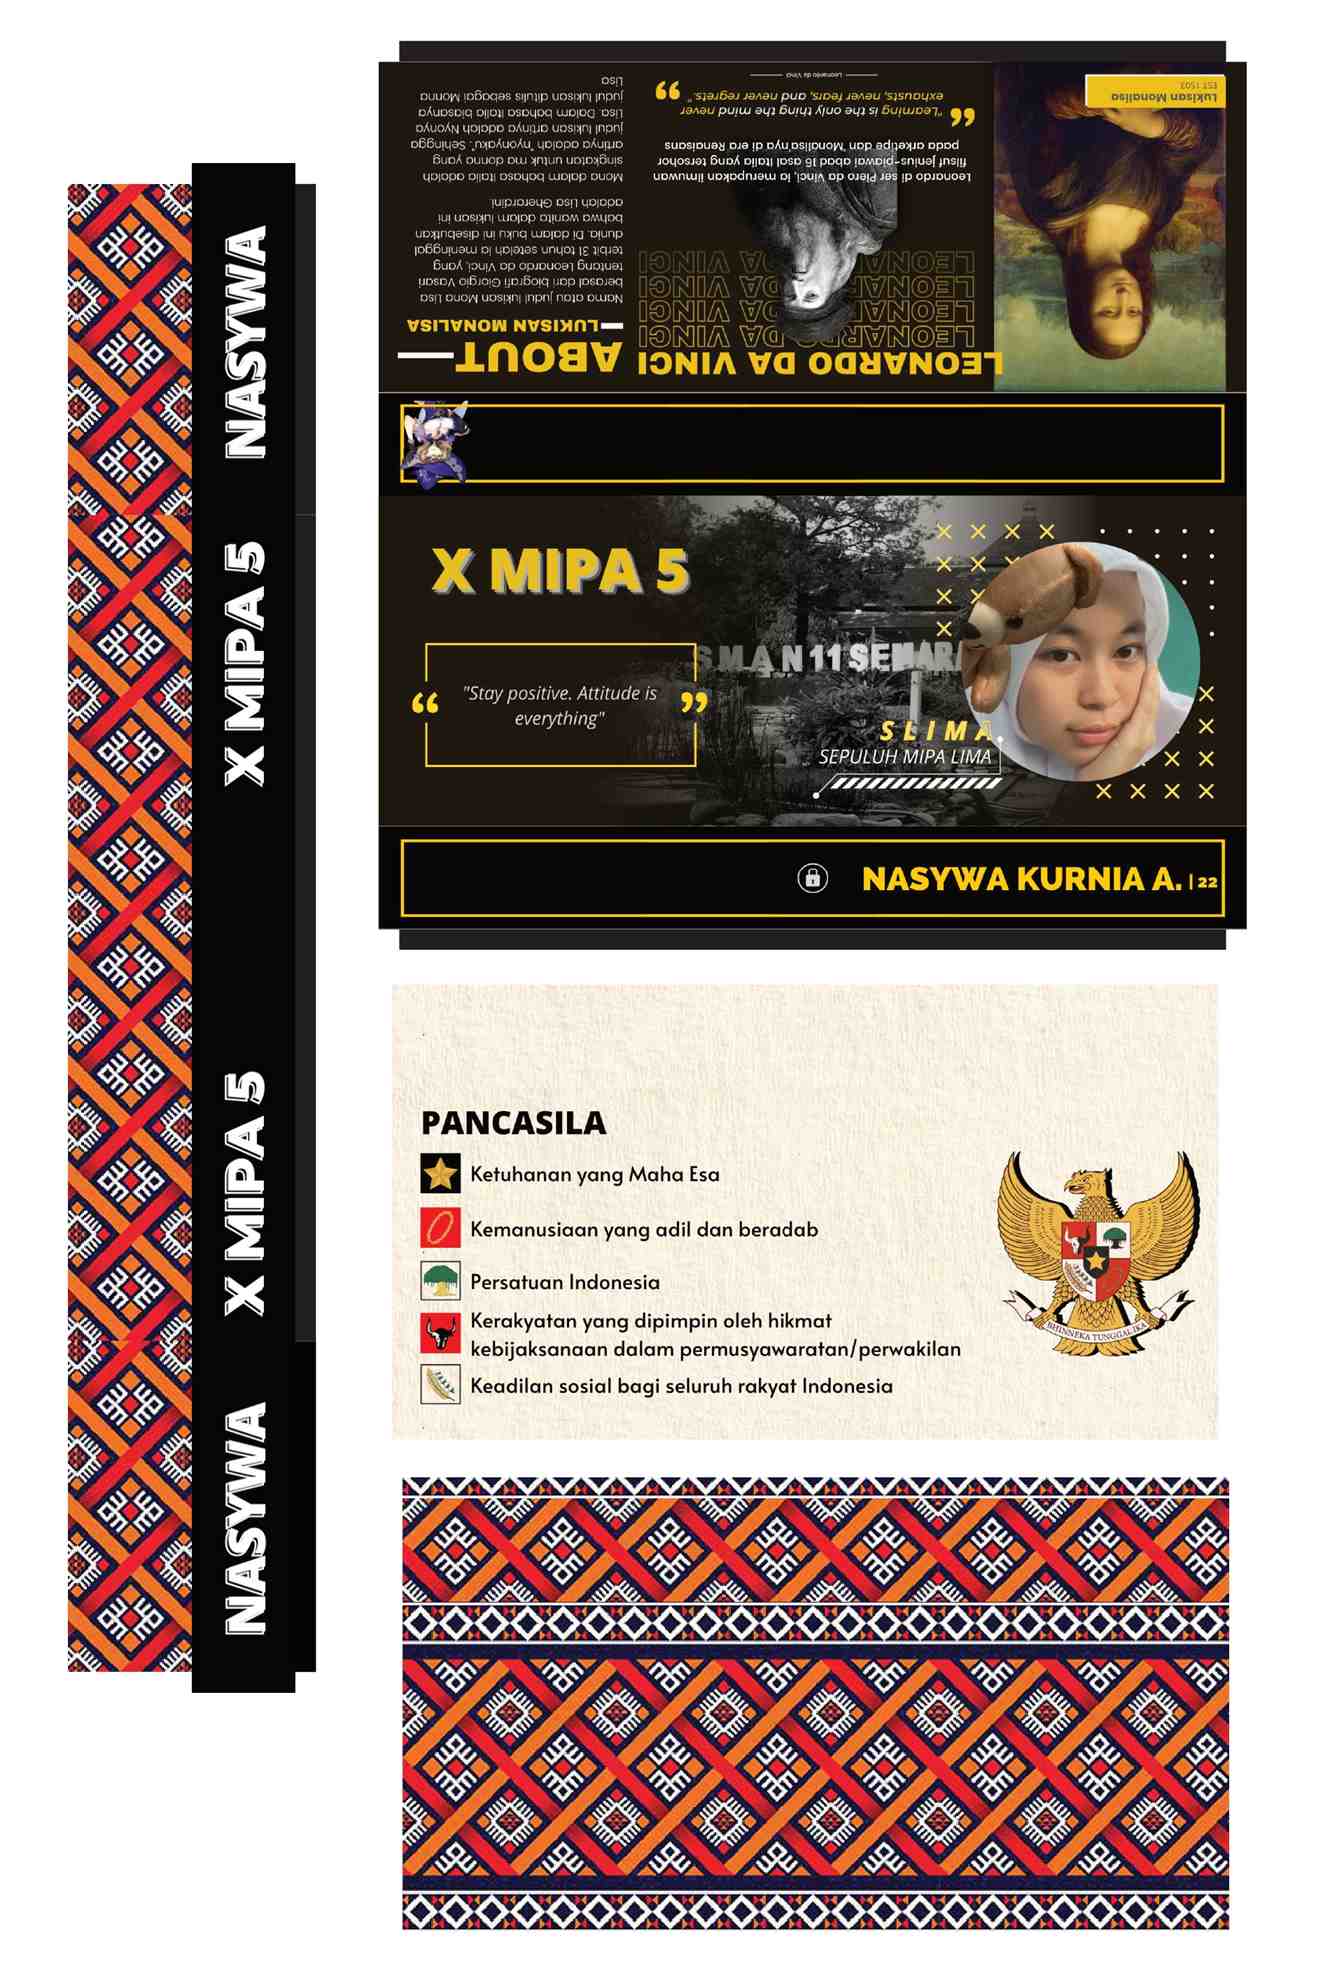 NASYWA
X MIPA 5
X MIPA 5
NASYWA
Lukisan Monalisa
EST 1503
LEONARDO DA VINCI
LEONARDO DA VINCI
LEONARDO DA VINCI
LEONARDO DA VINCI
LEONARDO DA VINCI
Leonardo di ser Piero da Vinci, ia merupakan ilmuwan
filsuf jenius-piawai abad 16 asal Italia yang tersohor
pada arketipe dan "Monalisa"nya di era Renaisans
"Learning is the only thing the mind never
exhausts, never fears, and never regrets."
Leonardo da Vinci
ABOUT
LUKISAN MONALISA
Nama atau judul lukisan Mona Lisa
berasal dari biografi Giorgio Vasari
tentang Leonardo da Vinci, yang
terbit 31 tahun setelah ia meninggal
dunia. Di dalam buku ini disebutkan
bahwa wanita dalam lukisan ini
adalah Lisa Gherardini.
Mona dalam bahasa Italia adalah
singkatan untuk ma donna yang
artinya adalah "nyonyaku". Sehingga
judul lukisan artinya adalah Nyonya
Lisa. Dalam bahasa Italia biasanya
judul lukisan ditulis sebagai Monna
Lisa
X MIPA 5
"Stay positive. Attitude is
everything"
SMAN 11 SEMARA
SLIMA
SEPULUH MIPA LIMA
NASYWA KURNIA A. | 22
PANCASILA
Ketuhanan yang Maha Esa
Kemanusiaan yang adil dan beradab
Persatuan Indonesia
Kerakyatan yang dipimpin oleh hikmat
kebijaksanaan dalam permusyawaratan/perwakilan
Keadilan sosial bagi seluruh rakyat Indonesia
BHINNEKA TUNGGAL IKA